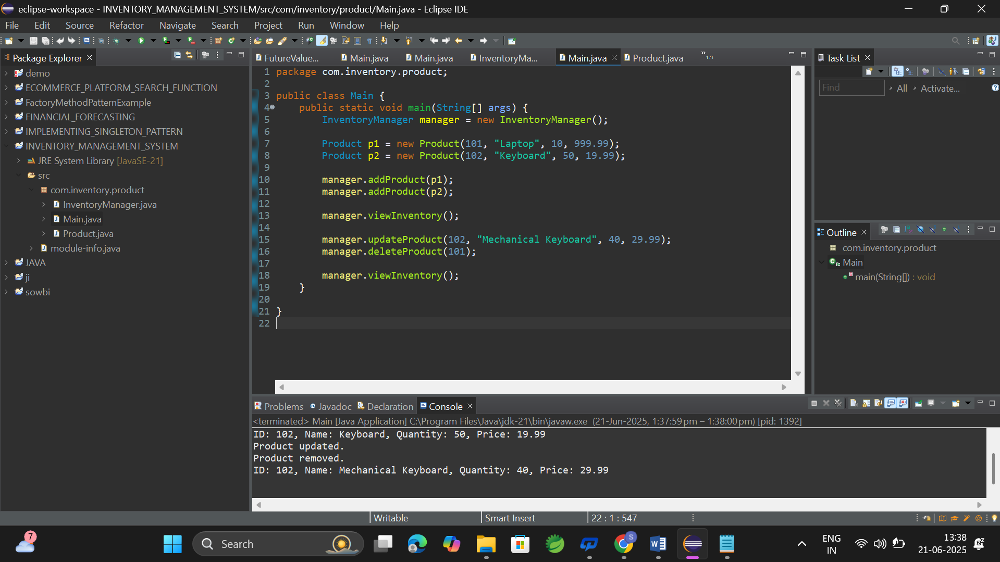 eclipse-workspace - INVENTORY_MANAGEMENT_SYSTEM/src/com/inventory/product/Main.java - Eclipse IDE
File Edit Source Refactor Navigate Search Project Run Window Help
Package Explorer
demo
ECOMMERCE_PLATFORM_SEARCH_FUNCTION
FactoryMethodPatternExample
FINANCIAL_FORECASTING
IMPLEMENTING_SINGLETON_PATTERN
INVENTORY_MANAGEMENT_SYSTEM
JRE System Library [JavaSE-21]
src
com.inventory.product
InventoryManager.java
Main.java
Product.java
module-info.java
JAVA
ji
sowbi
FutureValue... Main.java Main.java InventoryMa... Main.java Product.java
1 package com.inventory.product;
2
3 public class Main {
4 public static void main(String[] args) {
5 InventoryManager manager = new InventoryManager();
6
7 Product p1 = new Product(101, "Laptop", 10, 999.99);
8 Product p2 = new Product(102, "Keyboard", 50, 19.99);
9
10 manager.addProduct(p1);
11 manager.addProduct(p2);
12
13 manager.viewInventory();
14
15 manager.updateProduct(102, "Mechanical Keyboard", 40, 29.99);
16 manager.deleteProduct(101);
17
18 manager.viewInventory();
19 }
20
21 }
22
Task List
Find All Activate...
Outline
com.inventory.product
Main
main(String[]) : void
Problems Javadoc Declaration Console
<terminated> Main [Java Application] C:\Program Files\Java\jdk-21\bin\javaw.exe (21-Jun-2025, 1:37:59 pm – 1:38:00 pm) [pid: 1392]
ID: 102, Name: Keyboard, Quantity: 50, Price: 19.99
Product updated.
Product removed.
ID: 102, Name: Mechanical Keyboard, Quantity: 40, Price: 29.99
Writable Smart Insert 22 : 1 : 547
7
Search
S
ENG
IN
13:38
21-06-2025